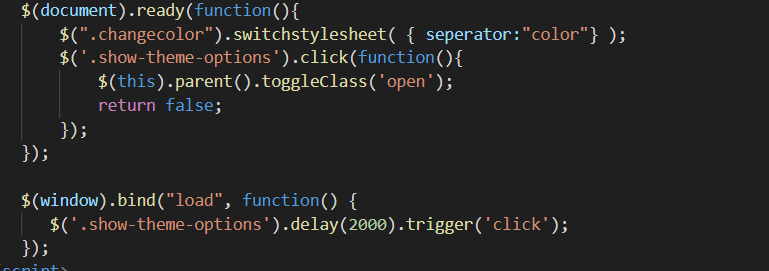 $(document).ready(function(){
$(".changecolor").switchstylesheet( { seperator:"color"} );
$('.show-theme-options').click(function(){
$(this).parent().toggleClass('open');
return false;
});
});
$(window).bind("load", function() {
$('.show-theme-options').delay(2000).trigger('click');
});
script>